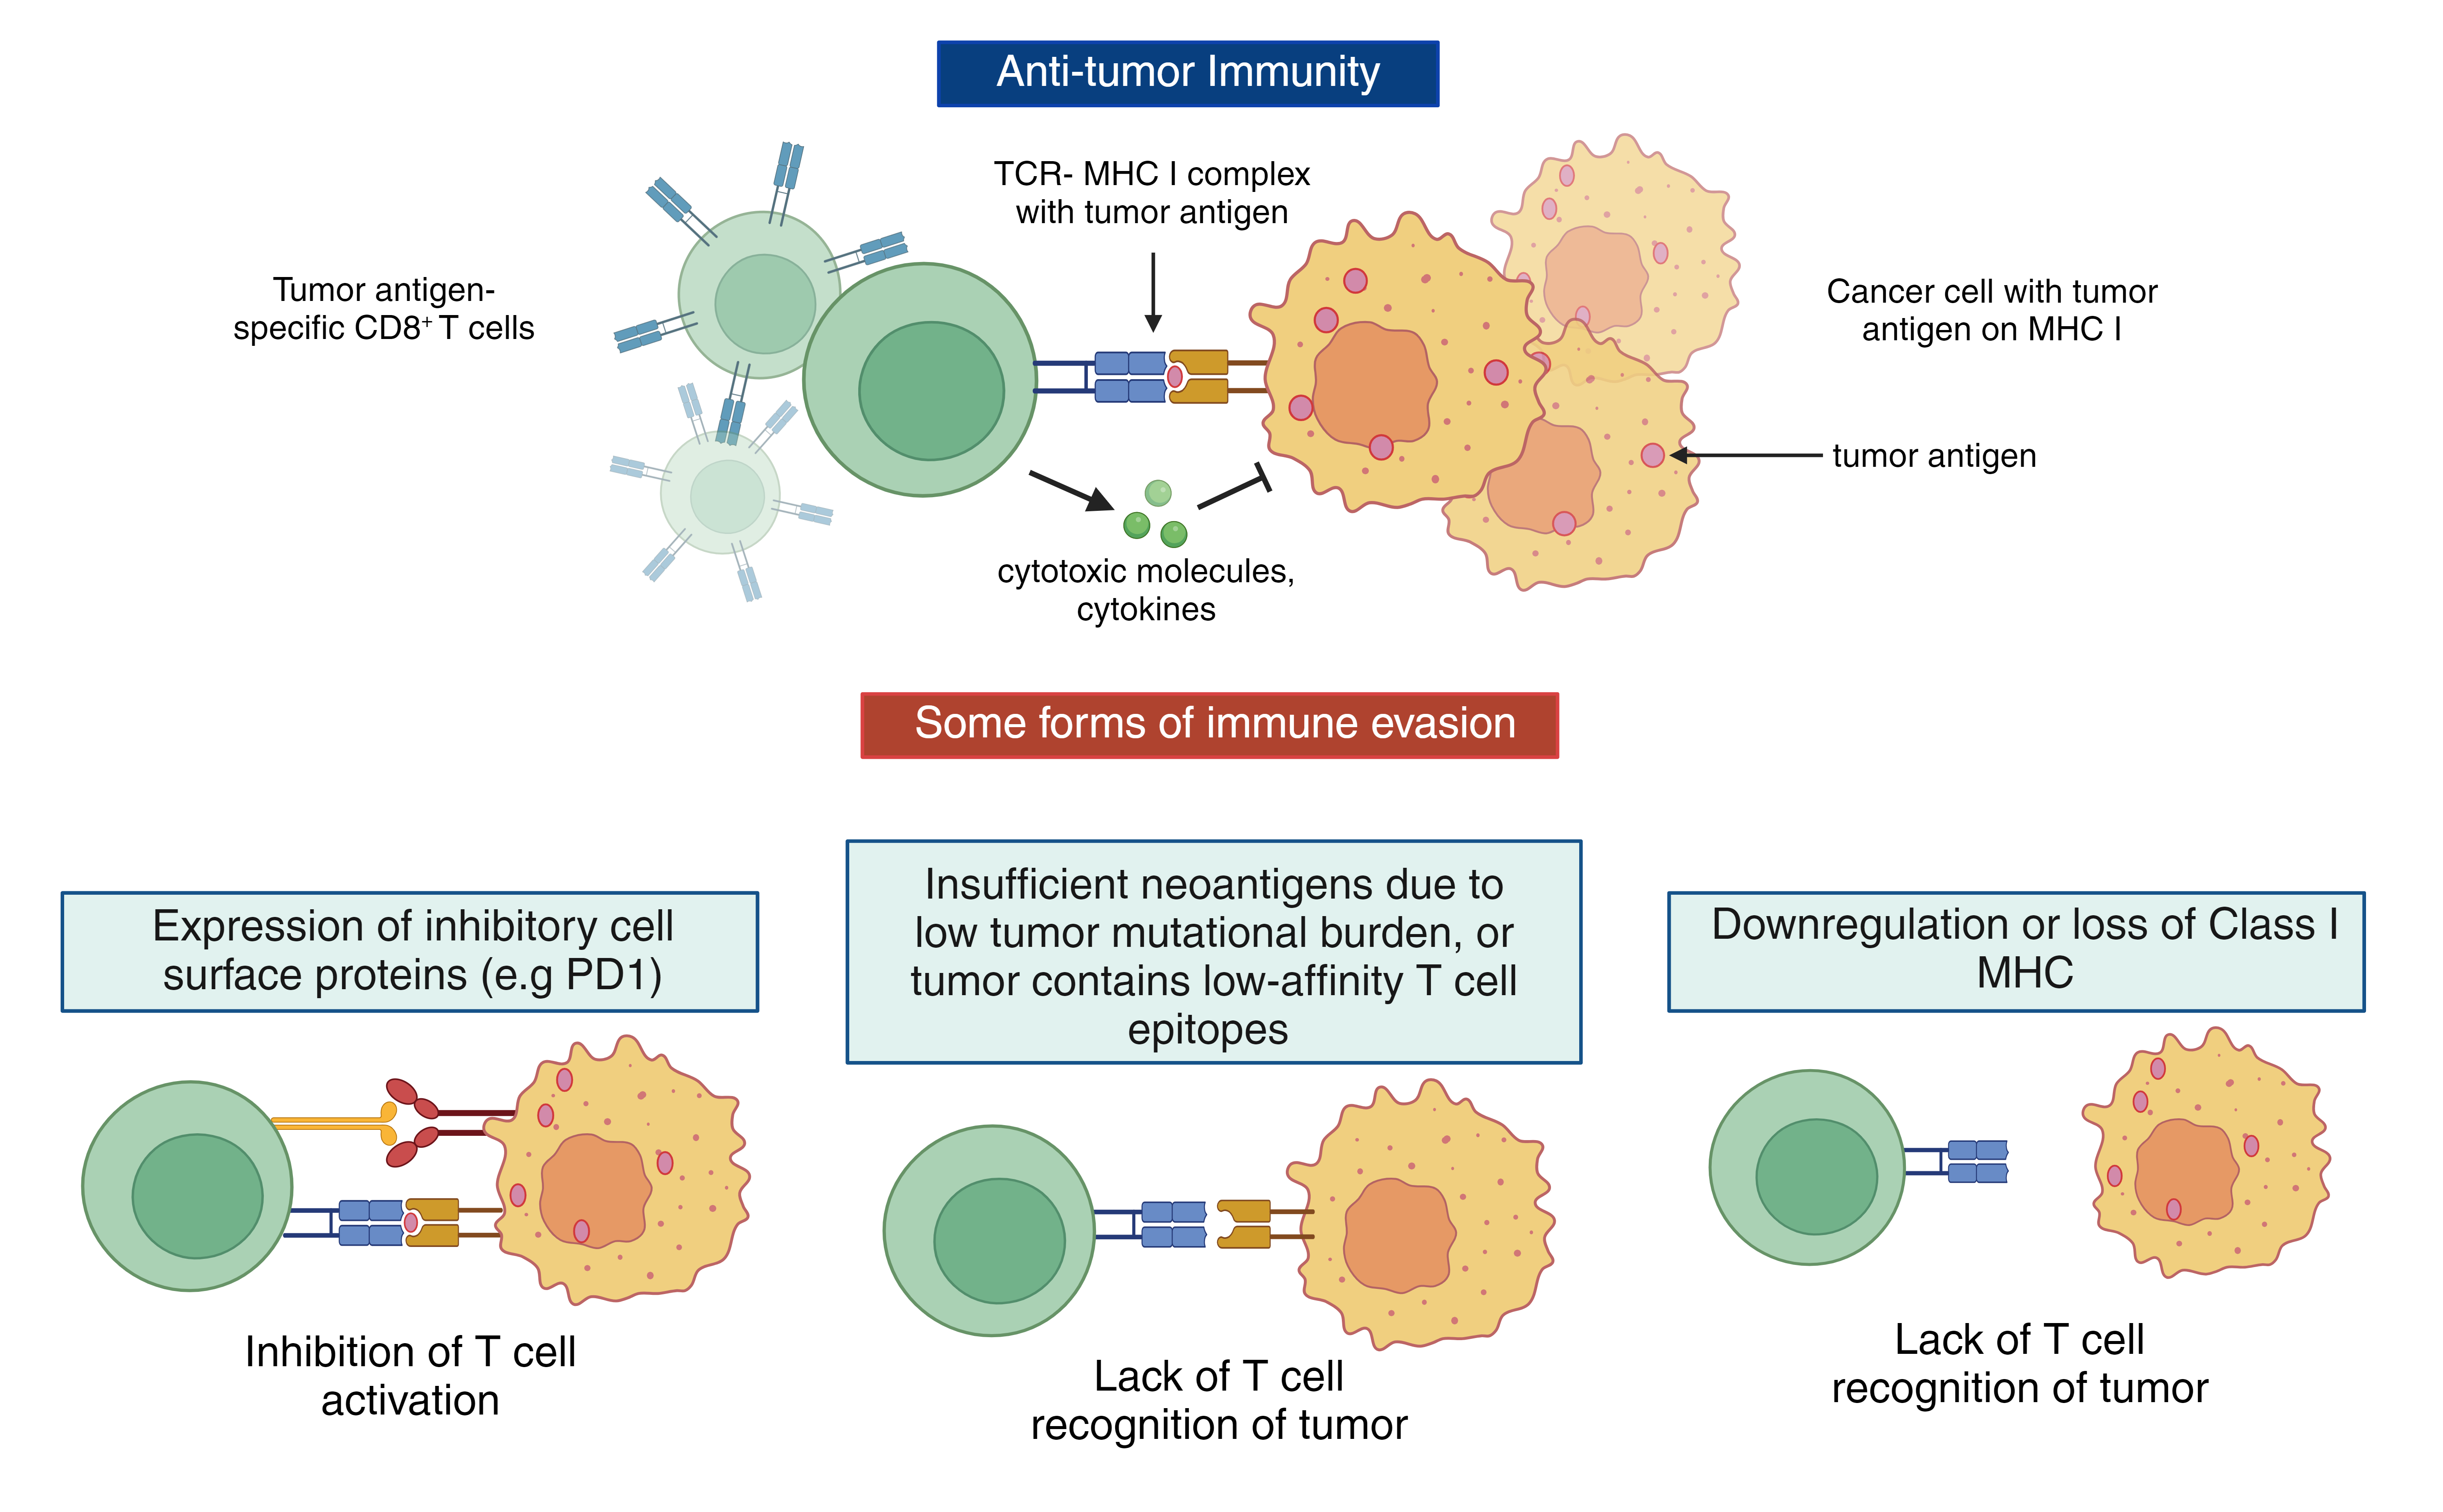 Anti-tumor Immunity
TCR- MHC I complex
with tumor antigen
Tumor antigen-
specific CD8⁺ T cells
Cancer cell with tumor
antigen on MHC I
tumor antigen
cytotoxic molecules,
cytokines
Some forms of immune evasion
Expression of inhibitory cell
surface proteins (e.g PD1)
Inhibition of T cell
activation
Insufficient neoantigens due to
low tumor mutational burden, or
tumor contains low-affinity T cell
epitopes
Lack of T cell
recognition of tumor
Downregulation or loss of Class I
MHC
Lack of T cell
recognition of tumor